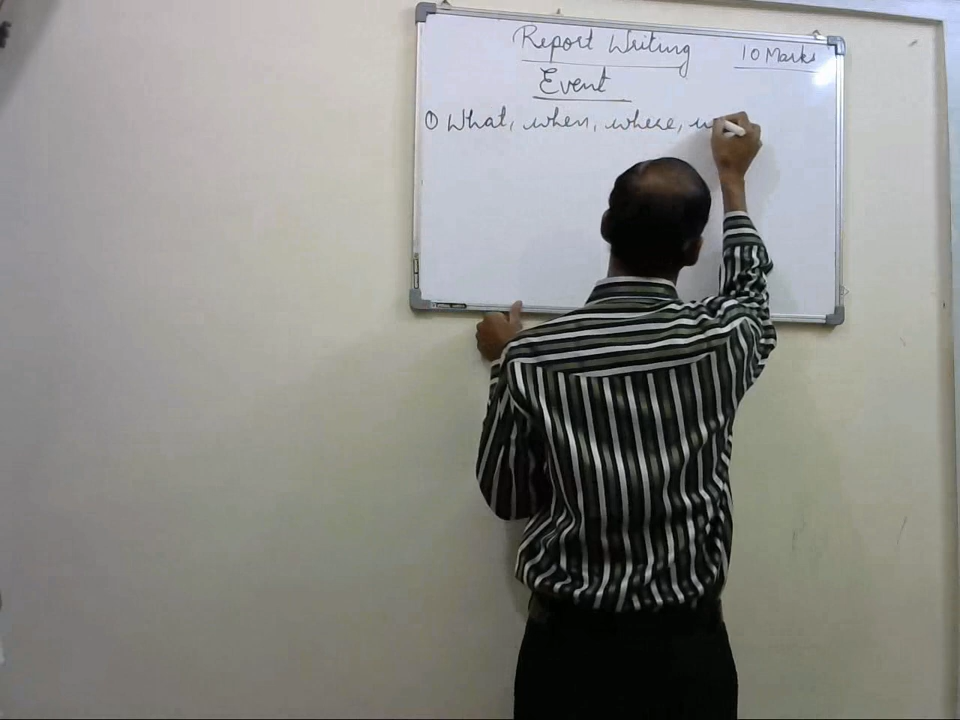 Report Writing 10 Marks
Event
① What, when, where,